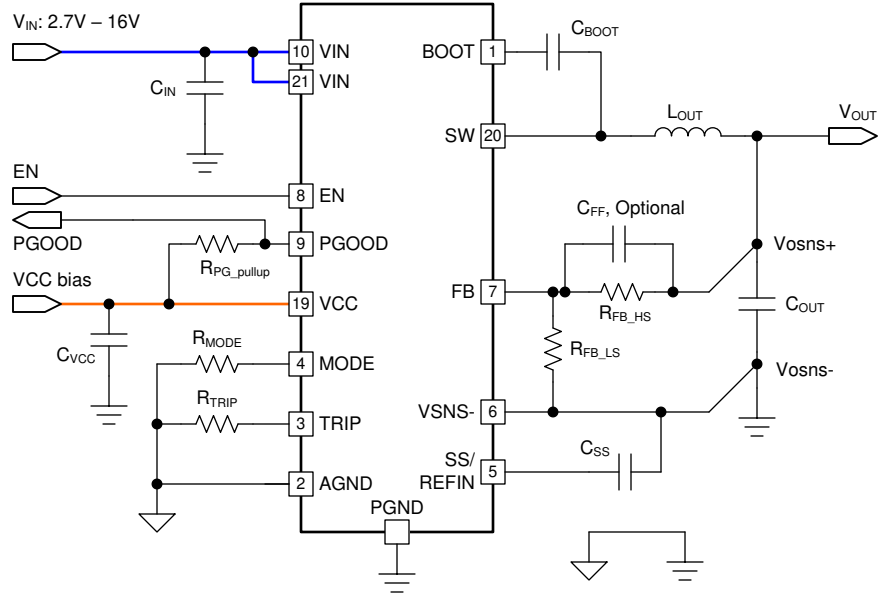 VIN: 2.7V – 16V
CIN
10 VIN
21 VIN
EN
8 EN
PGOOD
9 PGOOD
RPG_pullup
VCC bias
19 VCC
CVCC
RMODE
4 MODE
RTRIP
3 TRIP
2 AGND
PGND
BOOT 1
CBOOT
SW 20
LOUT
VOUT
CFF, Optional
Vosns+
FB 7
RFB_HS
COUT
RFB_LS
Vosns-
VSNS- 6
CSS
SS/
REFIN 5